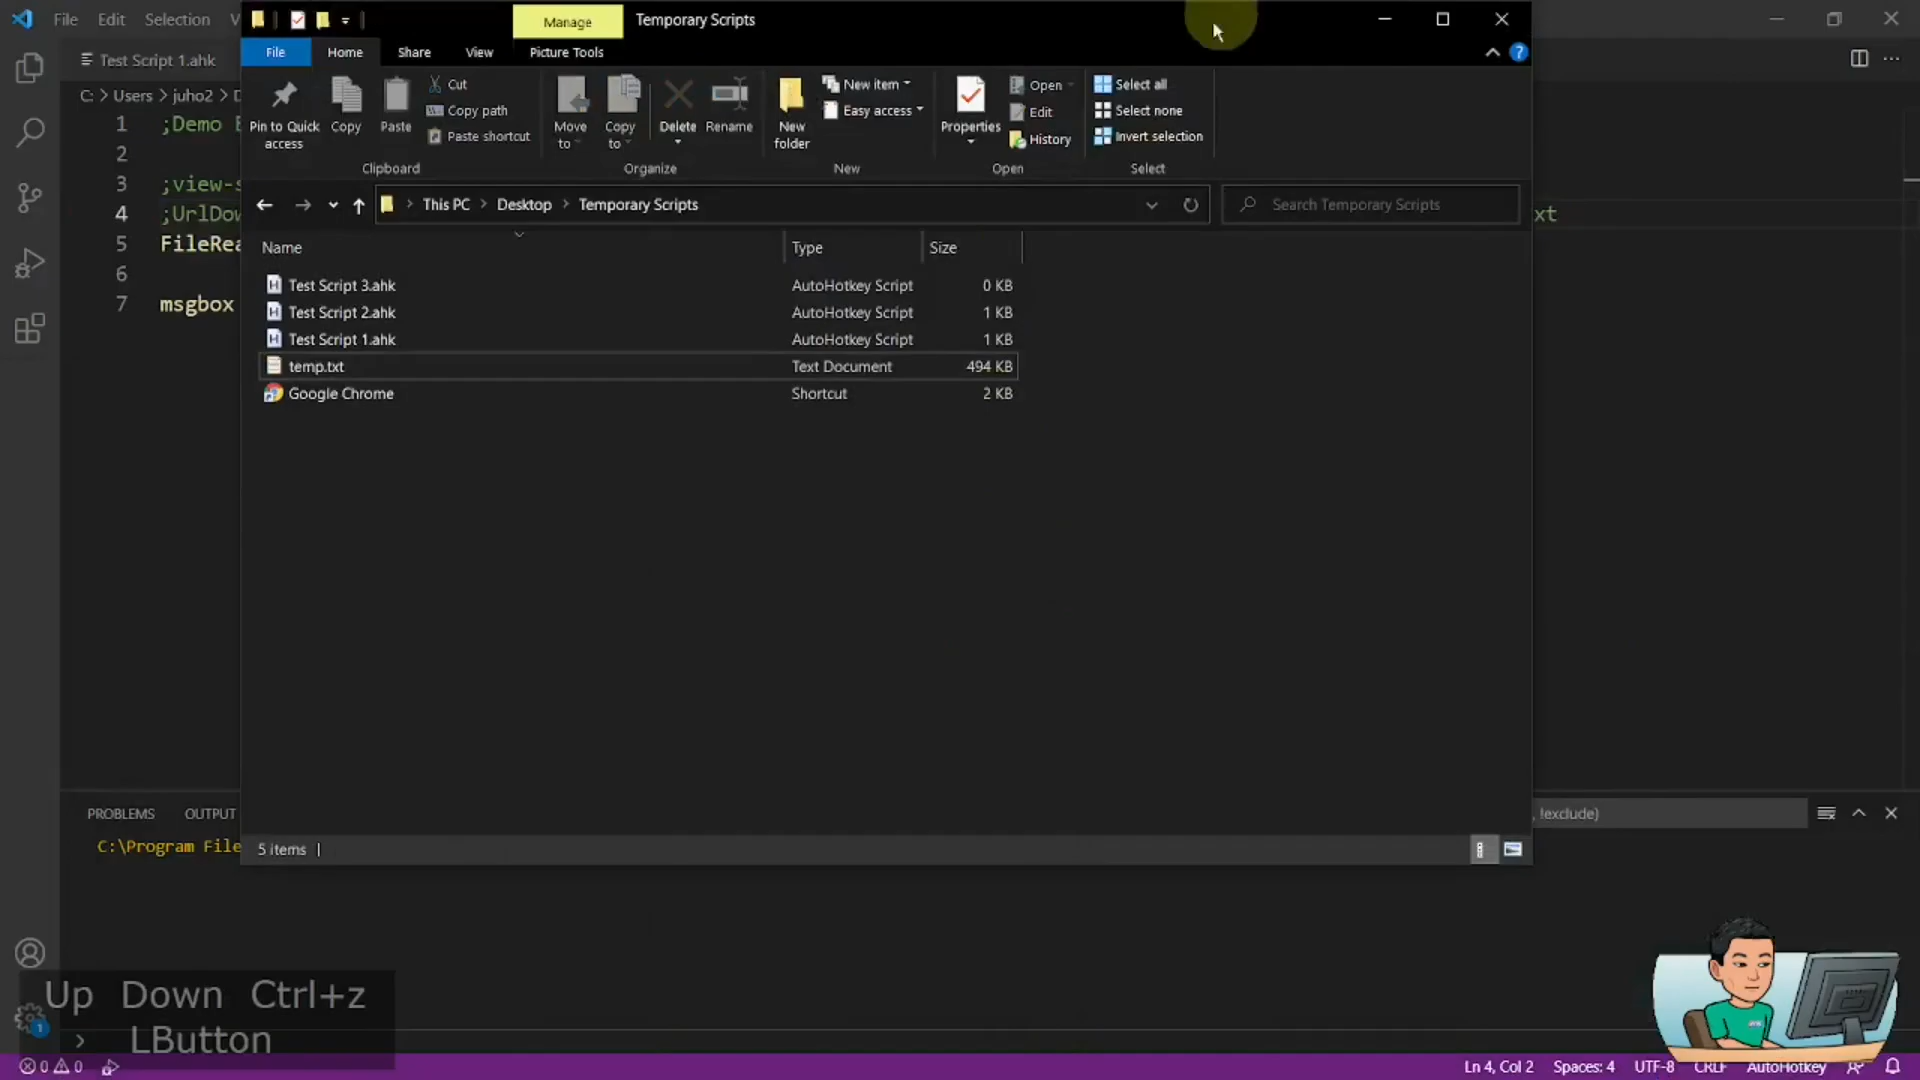 File Edit Selection V
Manage Temporary Scripts
File Home Share View Picture Tools
Test Script 1.ahk
C: > Users > juho2 > D
Pin to Quick access
Copy
Paste
Cut
Copy path
Paste shortcut
Clipboard
Move to
Copy to
Delete
Rename
Organize
New folder
New item
Easy access
New
Properties
Open
Edit
History
Open
Select all
Select none
Invert selection
Select
This PC > Desktop > Temporary Scripts
Search Temporary Scripts
Name Type Size
Test Script 3.ahk AutoHotkey Script 0 KB
Test Script 2.ahk AutoHotkey Script 1 KB
Test Script 1.ahk AutoHotkey Script 1 KB
temp.txt Text Document 494 KB
Google Chrome Shortcut 2 KB
5 items
1 ;Demo
2
3 ;view-s
4 ;UrlDow xt
5 FileRea
6
7 msgbox
PROBLEMS OUTPUT , !exclude)
C:\Program File
Up Down Ctrl+z
LButton
1
0 0
Ln 4, Col 2 Spaces: 4 UTF-8 CRLF AutoHotkey